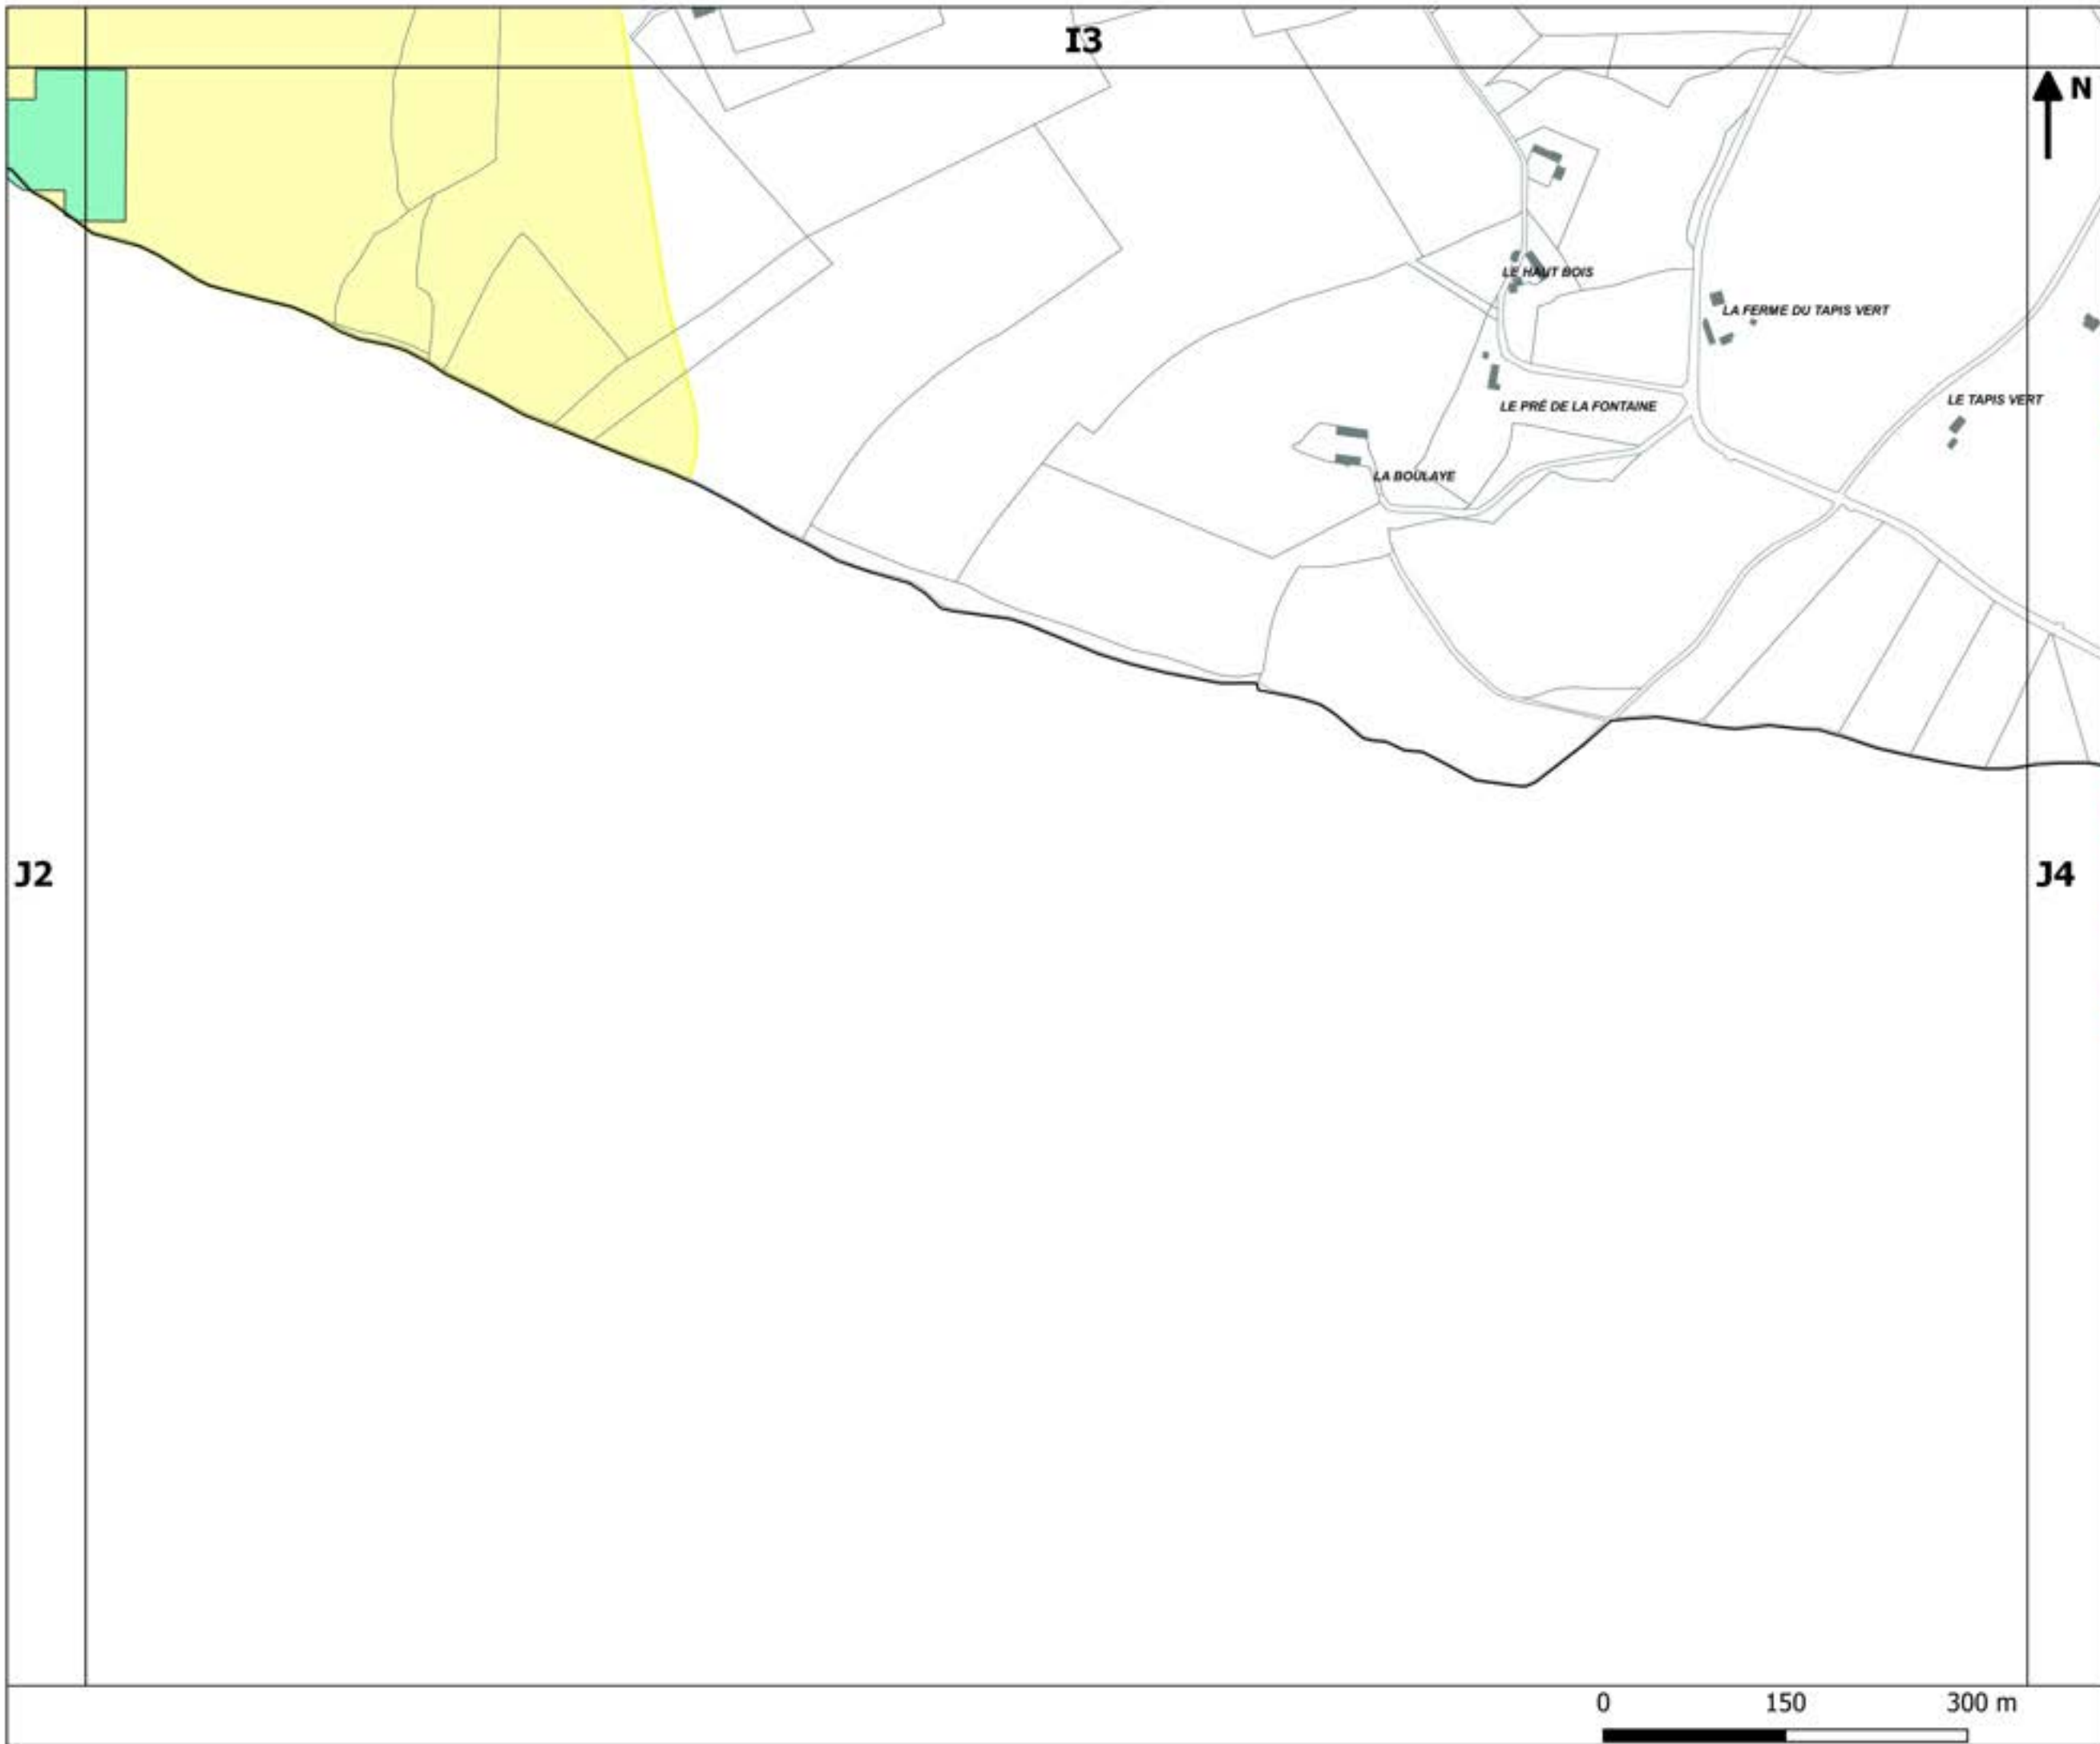 I3
N
LE HAUT BOIS
LA FERME DU TAPIS VERT
LE TAPIS VERT
LE PRÉ DE LA FONTAINE
LA BOULAYE
J2
J4
0 150 300 m